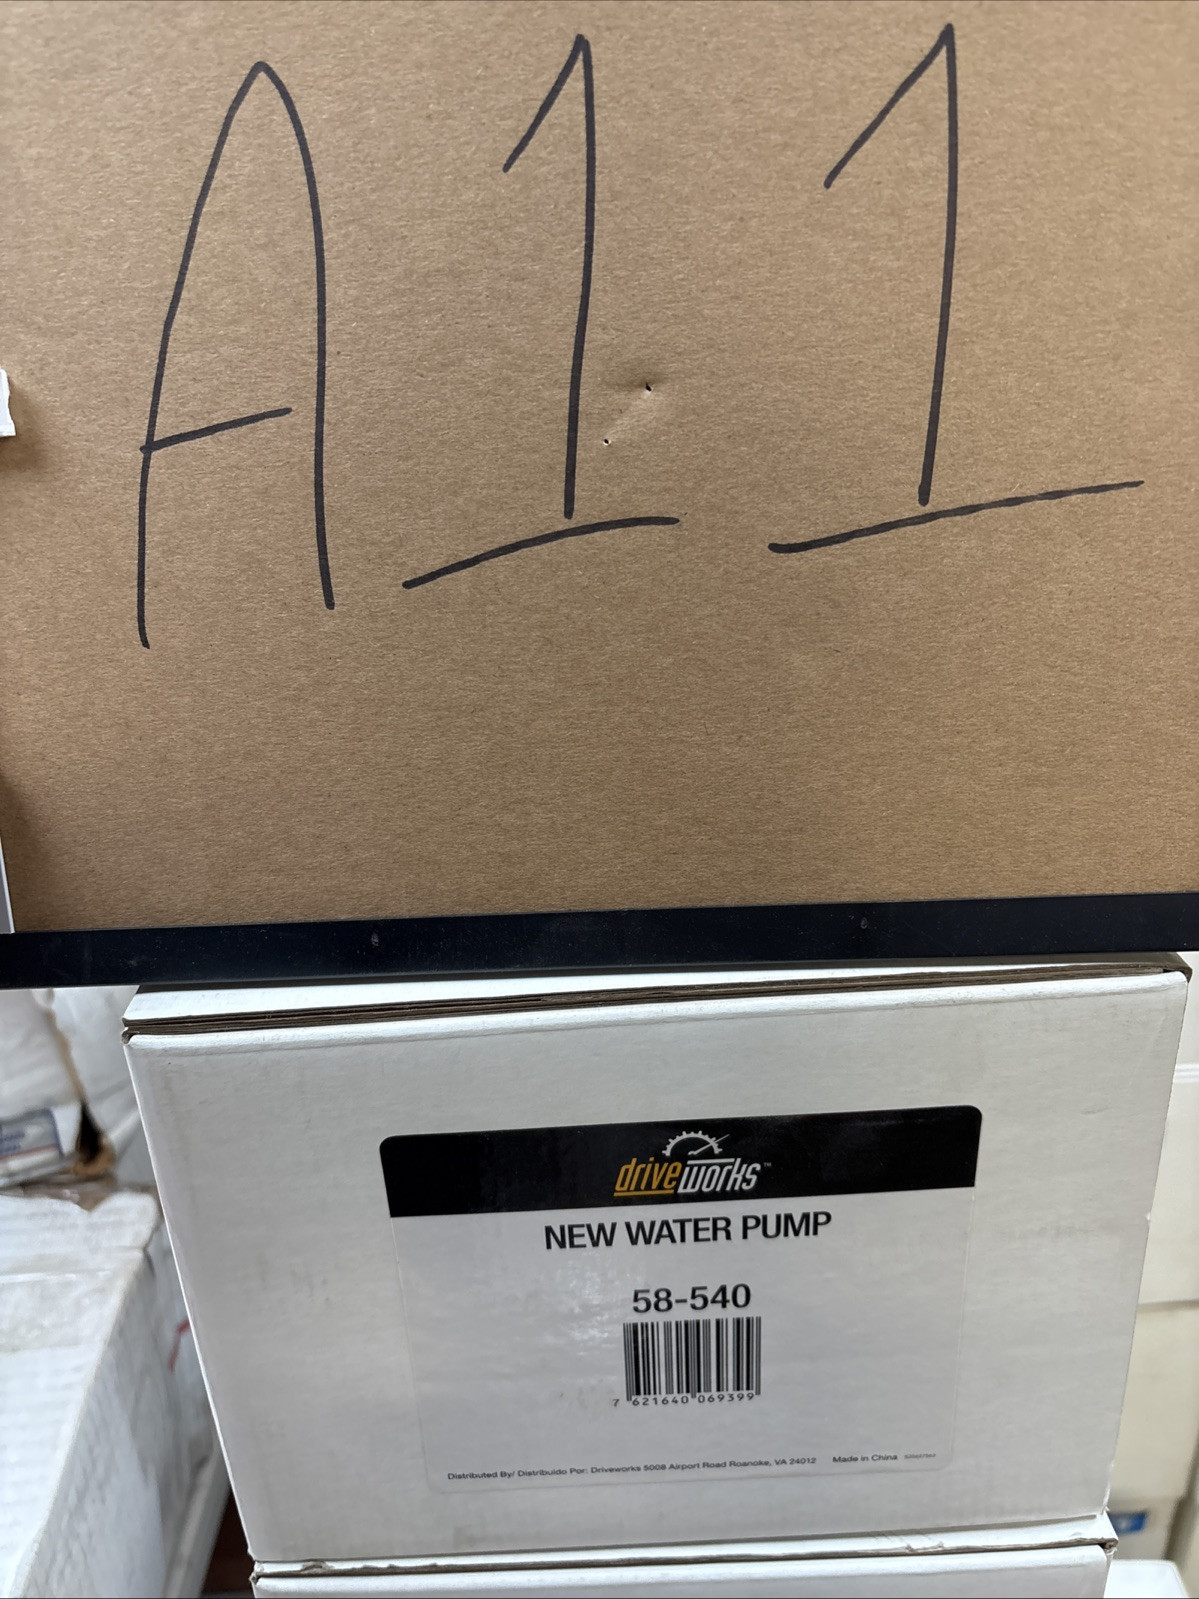 A11
driveworks™
NEW WATER PUMP
58-540
7 621640 069399
Distributed By/ Distribuido Por: Driveworks 5008 Airport Road Roanoke, VA 24012 Made in China